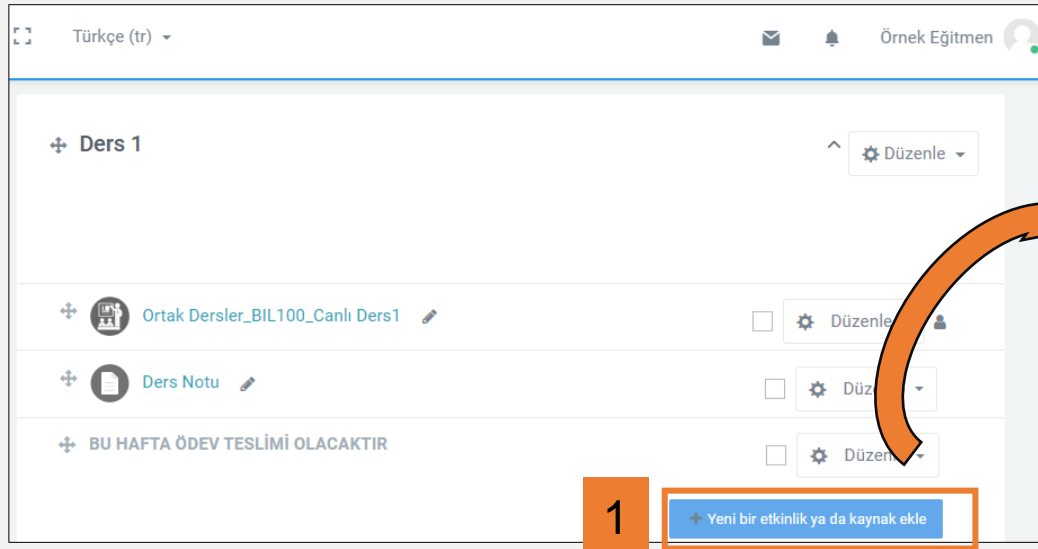 Türkçe (tr)
Örnek Eğitmen
Ders 1
Düzenle
Ortak Dersler_BIL100_Canlı Ders1
Düzenle
Ders Notu
BU HAFTA ÖDEV TESLİMİ OLACAKTIR
1
+ Yeni bir etkinlik ya da kaynak ekle